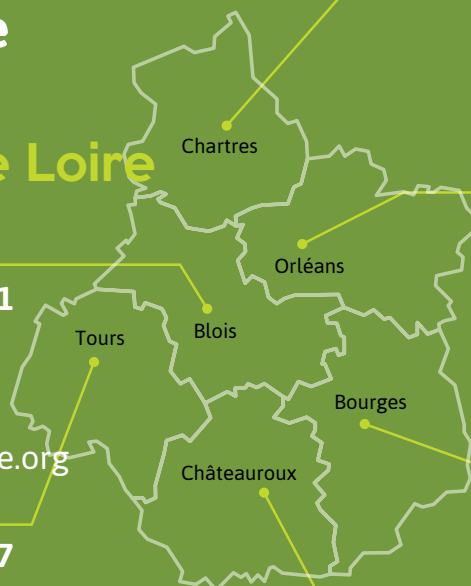 e
Chartres
e Loire
Orléans
1
Blois
Tours
Bourges
e.org
Châteauroux
7